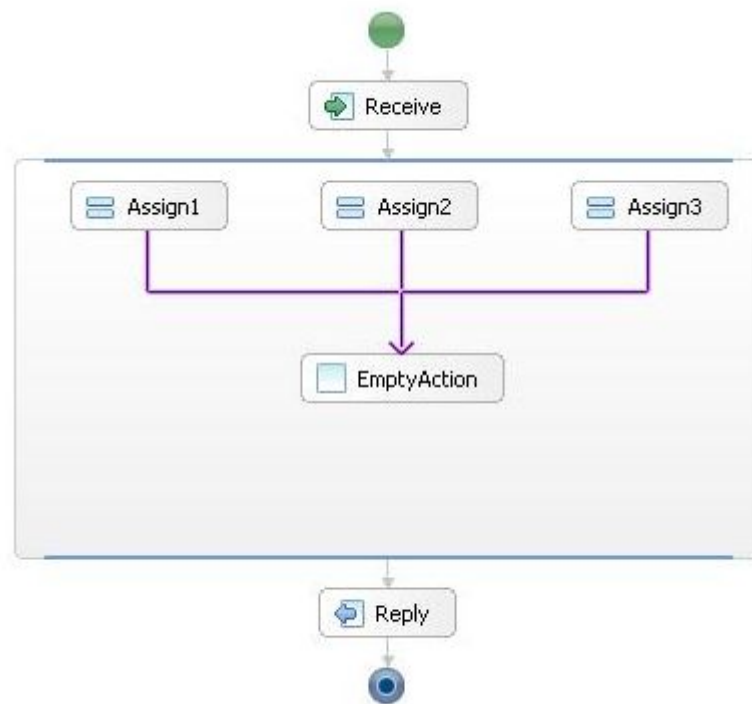 Receive
Assign1
Assign2
Assign3
EmptyAction
Reply